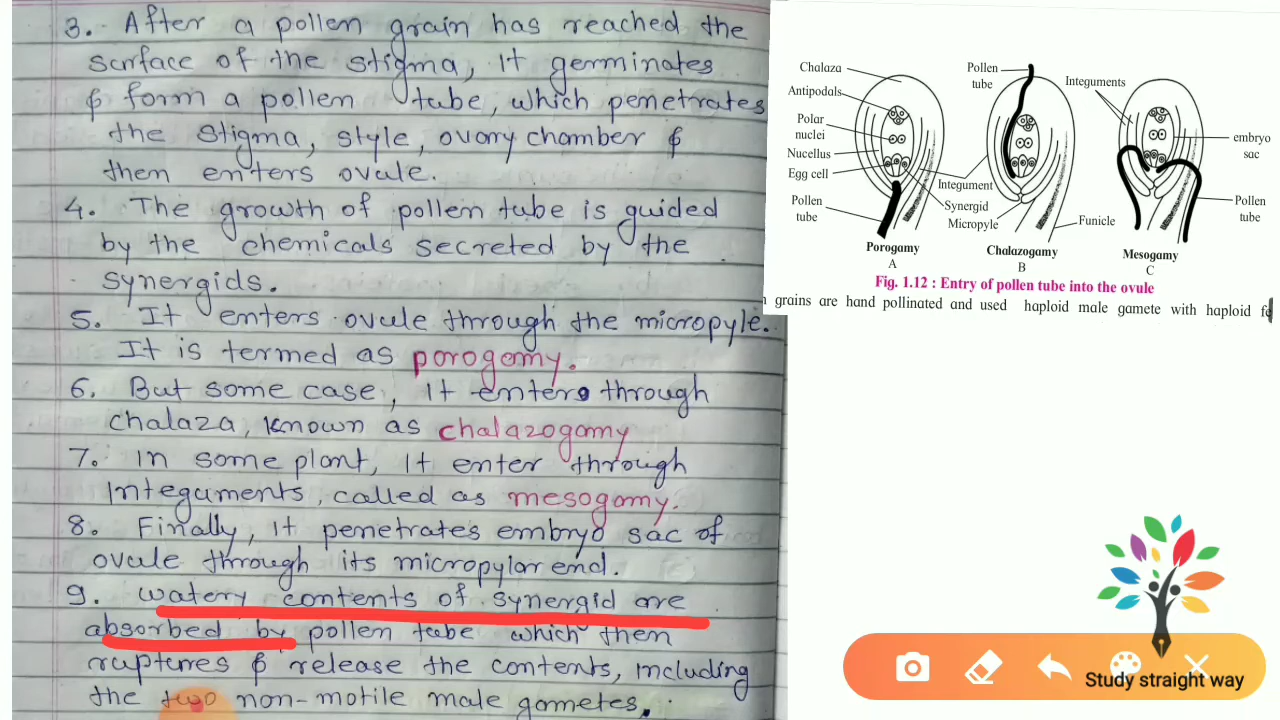 3. After a pollen grain has reached the
surface of the stigma, it germinates
& form a pollen tube, which penetrates
the stigma, style, ovary chamber &
then enters ovule.
4. The growth of pollen tube is guided
by the chemicals secreted by the
synergids.
5. It enters ovule through the micropyle.
It is termed as porogomy.
6. But some case, it enters through
chalaza, known as chalazogamy
7. In some plant, it enter through
Integuments, called as mesogamy.
8. Finally, it penetrates embryo sac of
ovule through its micropylar end.
9. watery contents of synergid are
absorbed by pollen tube which then
ruptures & release the contents, including
the two non-motile male gametes.
Chalaza
Antipodals
Polar
nuclei
Nucellus
Egg cell
Pollen
tube
Porogamy
A
Pollen
tube
Integument
Synergid
Micropyle
Chalazogamy
B
Integuments
embryo
sac
Pollen
tube
Funicle
Mesogamy
C
Fig. 1.12 : Entry of pollen tube into the ovule
grains are hand pollinated and used haploid male gamete with haploid
Study straight way